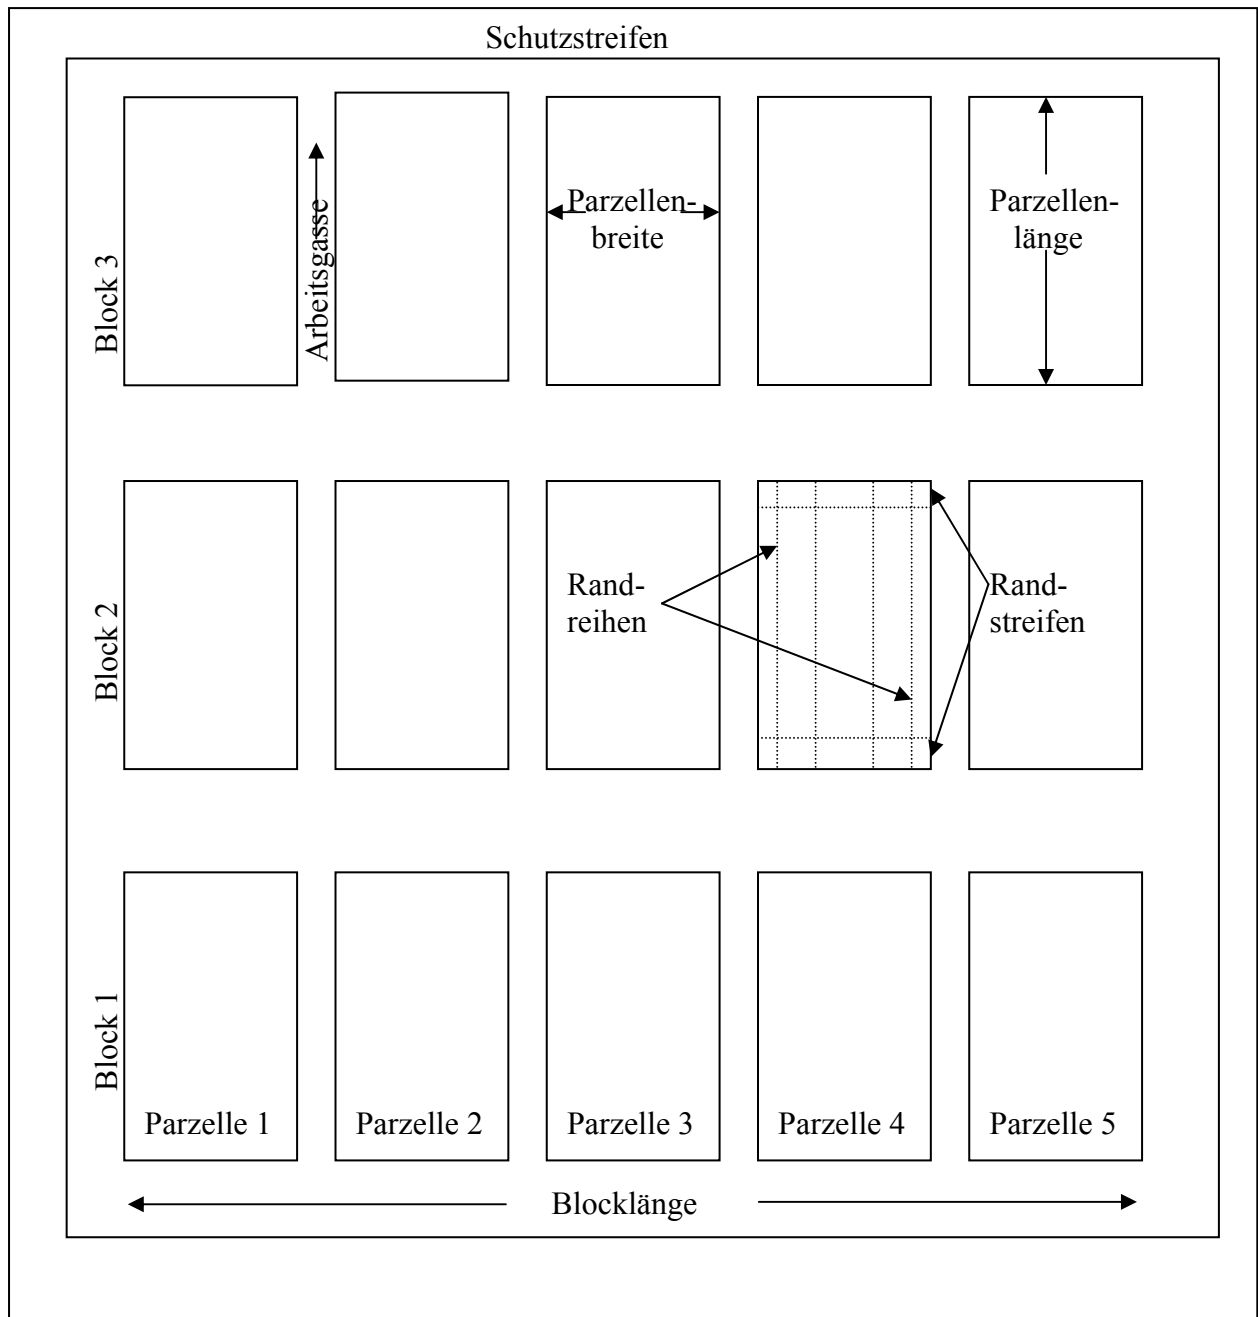 Schutzstreifen
Block 3
Arbeitsgasse
Parzellen-
breite
Parzellen-
länge
Block 2
Rand-
reihen
Rand-
streifen
Block 1
Parzelle 1
Parzelle 2
Parzelle 3
Parzelle 4
Parzelle 5
Blocklänge